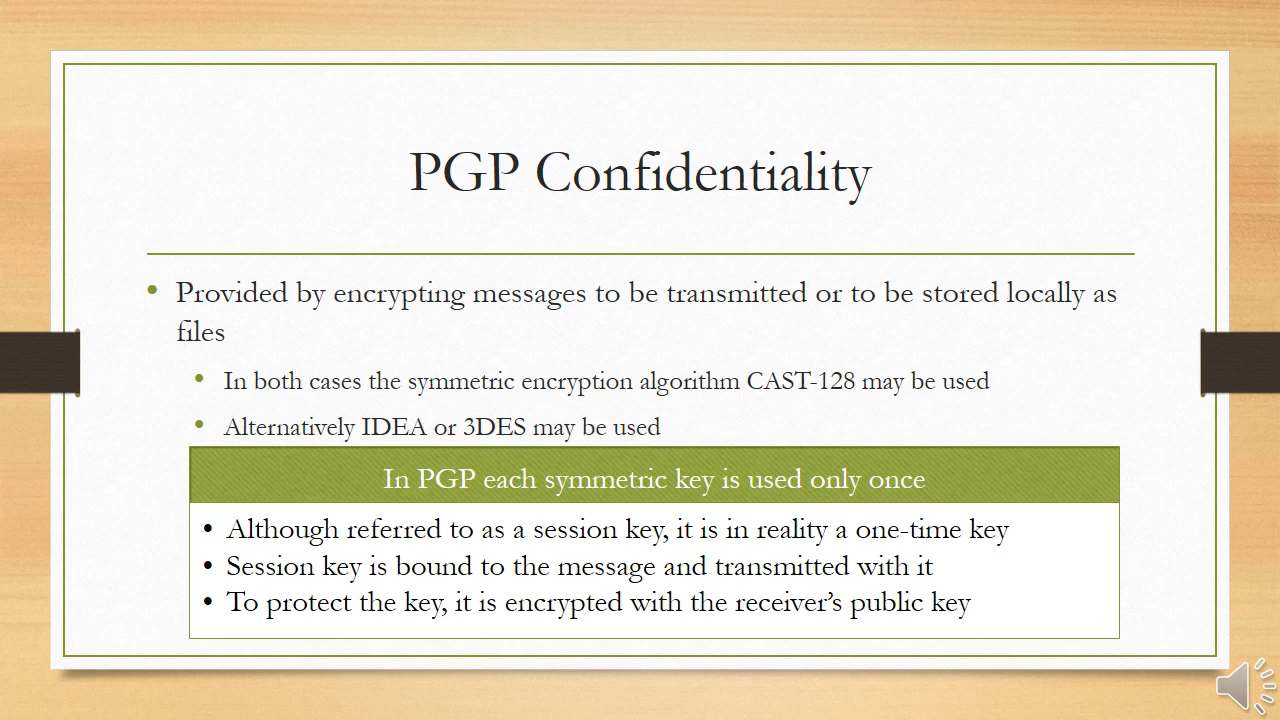 PGP Confidentiality
• Provided by encrypting messages to be transmitted or to be stored locally as
files
• In both cases the symmetric encryption algorithm CAST-128 may be used
• Alternatively IDEA or 3DES may be used
In PGP each symmetric key is used only once
• Although referred to as a session key, it is in reality a one-time key
• Session key is bound to the message and transmitted with it
• To protect the key, it is encrypted with the receiver’s public key